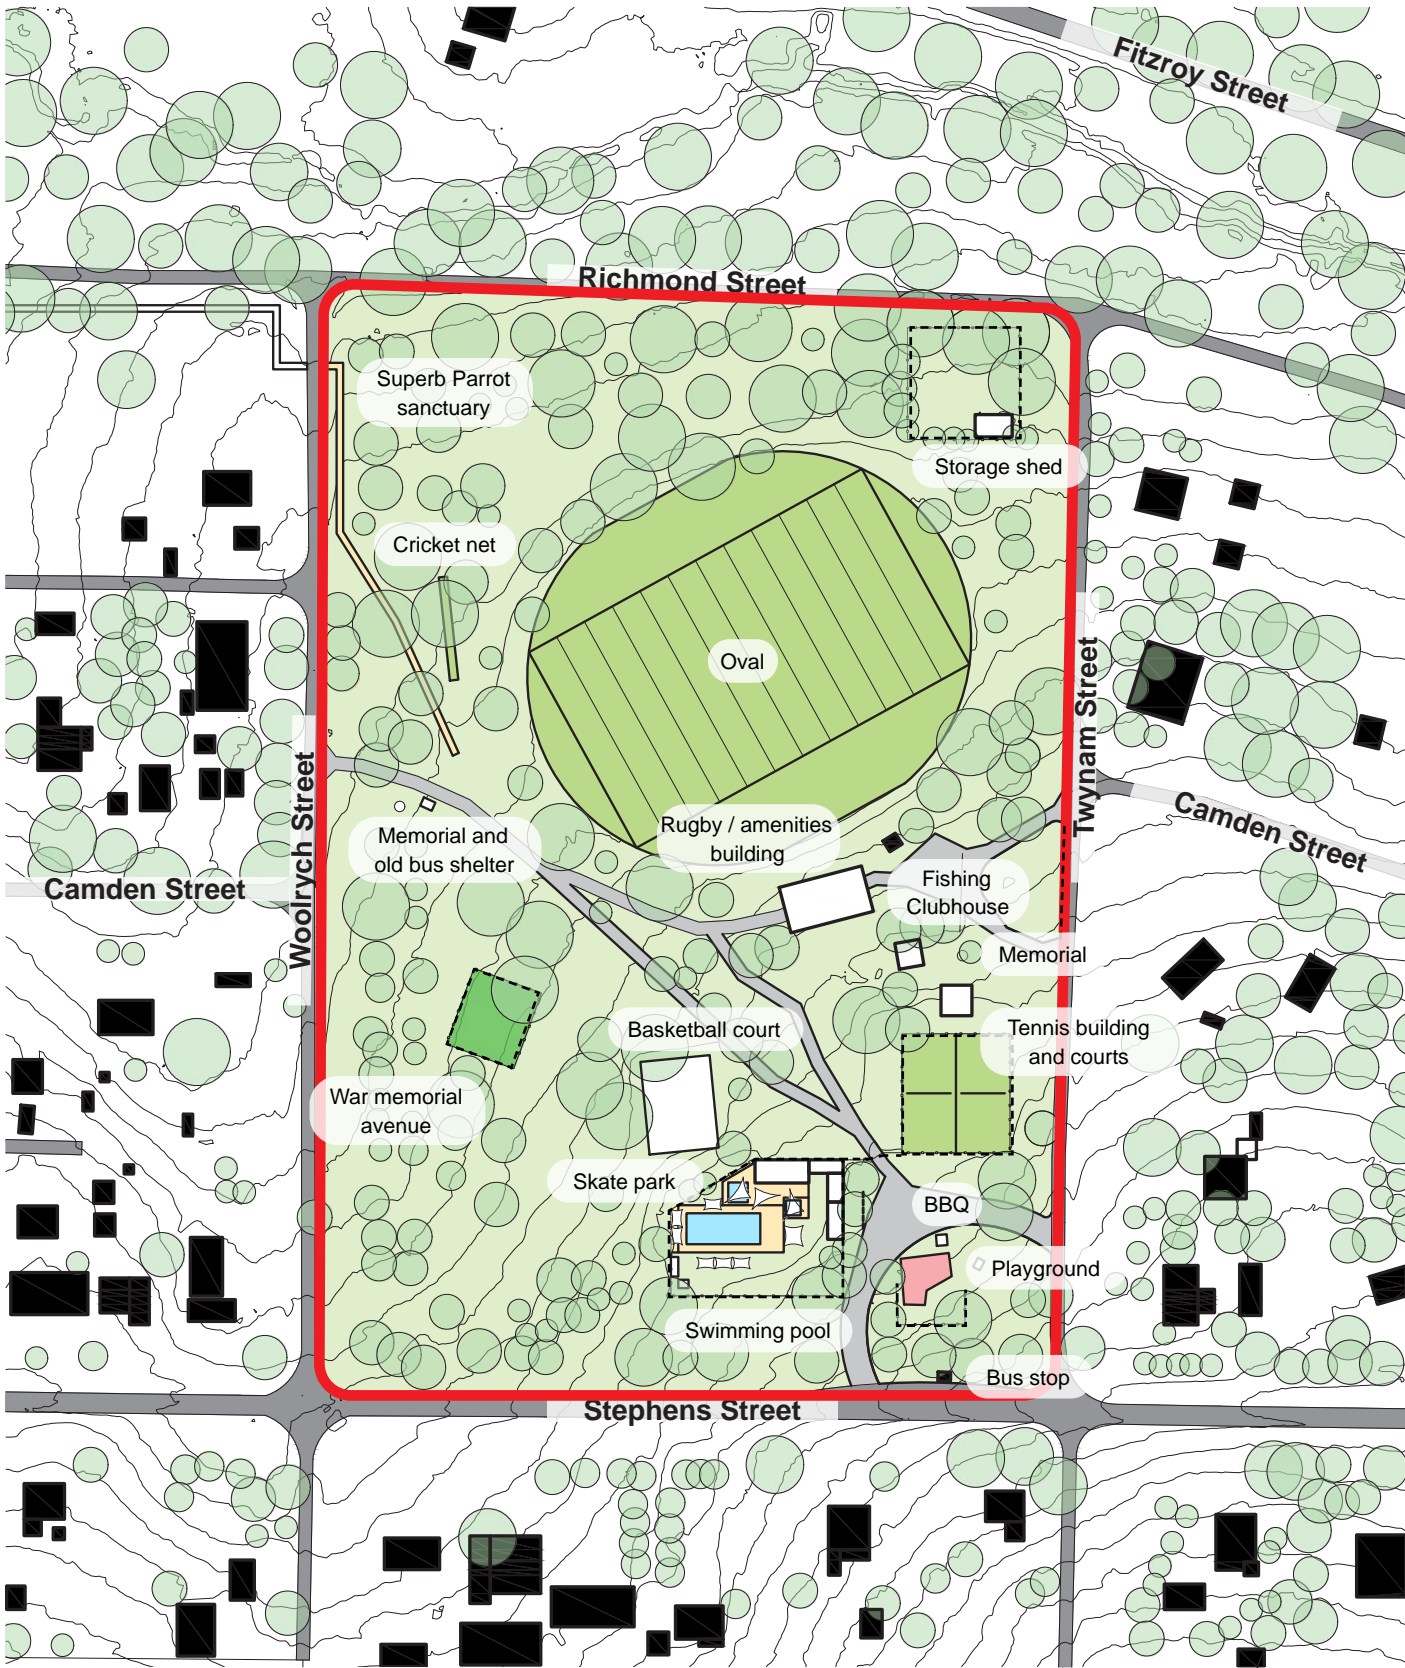 Fitzroy Street
Richmond Street
Superb Parrot
sanctuary
Storage shed
Cricket net
Oval
Twynam Street
Woolrych Street
Camden Street
Rugby / amenities
building
Memorial and
old bus shelter
Camden Street
Fishing
Clubhouse
Memorial
Basketball court
Tennis building
and courts
War memorial
avenue
Skate park
BBQ
Playground
Swimming pool
Bus stop
Stephens Street